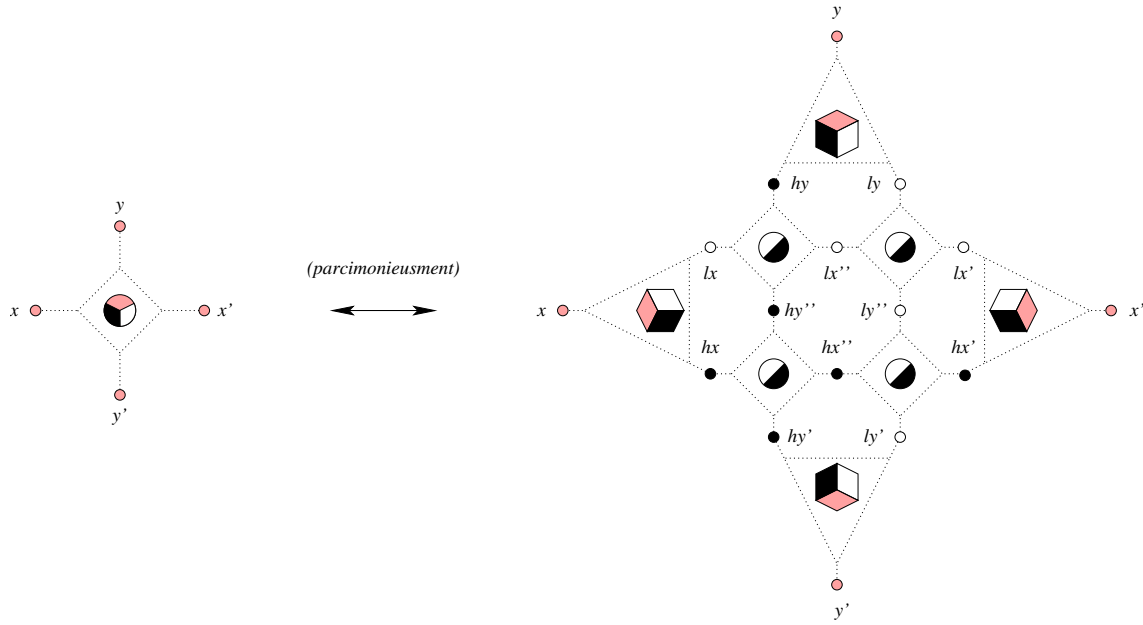 y
y
hy ly
x x'
(parcimonieusment)
lx lx'' lx'
x x'
hy'' ly''
hx hx'' hx'
y'
hy' ly'
y'